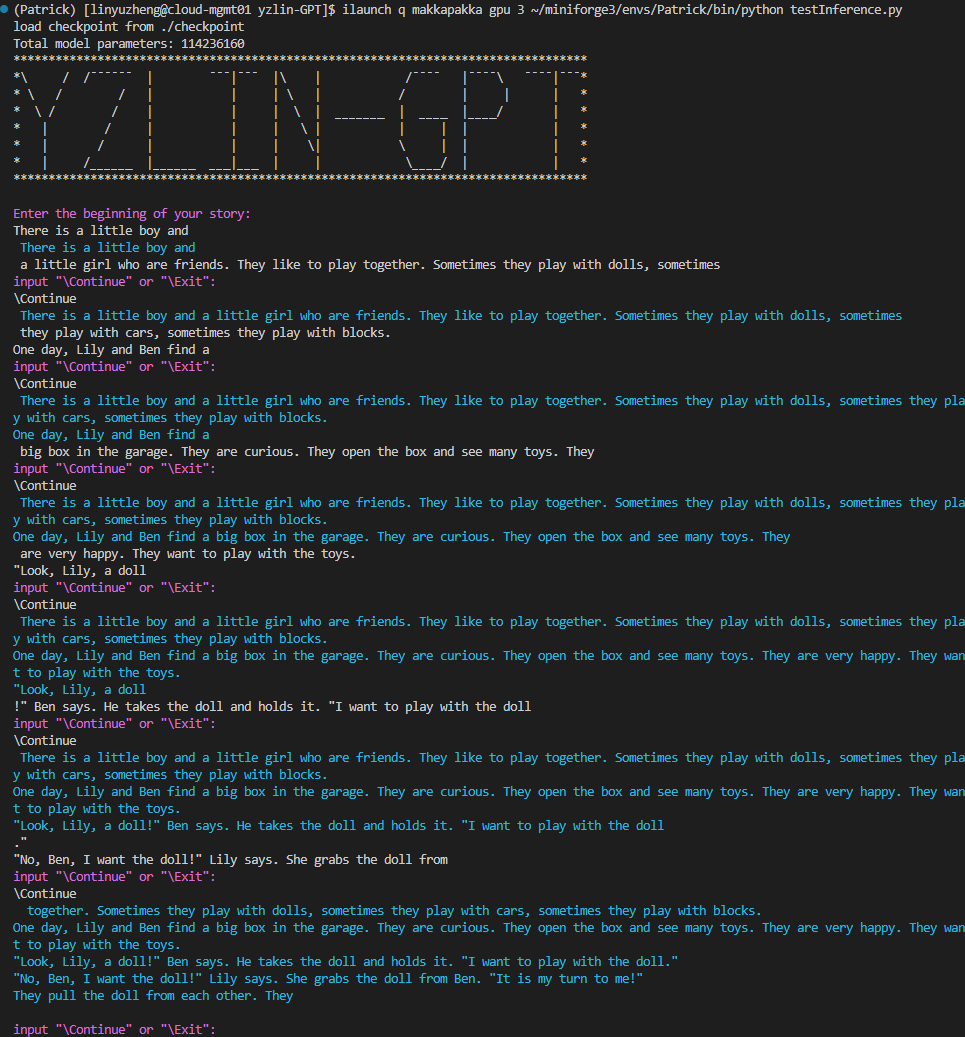 (Patrick) [linyuzheng@cloud-mgmt01 yzlin-GPT]$ ilaunch q makkapakka gpu 3 ~/miniforge3/envs/Patrick/bin/python testInference.py
load checkpoint from ./checkpoint
Total model parameters: 114236160
YZLIN-GPT
Enter the beginning of your story:
There is a little boy and
There is a little boy and
a little girl who are friends. They like to play together. Sometimes they play with dolls, sometimes
input "\Continue" or "\Exit":
\Continue
There is a little boy and a little girl who are friends. They like to play together. Sometimes they play with dolls, sometimes
they play with cars, sometimes they play with blocks.
One day, Lily and Ben find a
input "\Continue" or "\Exit":
\Continue
There is a little boy and a little girl who are friends. They like to play together. Sometimes they play with dolls, sometimes they pla
y with cars, sometimes they play with blocks.
One day, Lily and Ben find a
big box in the garage. They are curious. They open the box and see many toys. They
input "\Continue" or "\Exit":
\Continue
There is a little boy and a little girl who are friends. They like to play together. Sometimes they play with dolls, sometimes they pla
y with cars, sometimes they play with blocks.
One day, Lily and Ben find a big box in the garage. They are curious. They open the box and see many toys. They
are very happy. They want to play with the toys.
"Look, Lily, a doll
input "\Continue" or "\Exit":
\Continue
There is a little boy and a little girl who are friends. They like to play together. Sometimes they play with dolls, sometimes they pla
y with cars, sometimes they play with blocks.
One day, Lily and Ben find a big box in the garage. They are curious. They open the box and see many toys. They are very happy. They wan
t to play with the toys.
"Look, Lily, a doll
!" Ben says. He takes the doll and holds it. "I want to play with the doll
input "\Continue" or "\Exit":
\Continue
There is a little boy and a little girl who are friends. They like to play together. Sometimes they play with dolls, sometimes they pla
y with cars, sometimes they play with blocks.
One day, Lily and Ben find a big box in the garage. They are curious. They open the box and see many toys. They are very happy. They wan
t to play with the toys.
"Look, Lily, a doll!" Ben says. He takes the doll and holds it. "I want to play with the doll
."
"No, Ben, I want the doll!" Lily says. She grabs the doll from
input "\Continue" or "\Exit":
\Continue
together. Sometimes they play with dolls, sometimes they play with cars, sometimes they play with blocks.
One day, Lily and Ben find a big box in the garage. They are curious. They open the box and see many toys. They are very happy. They wan
t to play with the toys.
"Look, Lily, a doll!" Ben says. He takes the doll and holds it. "I want to play with the doll."
"No, Ben, I want the doll!" Lily says. She grabs the doll from Ben. "It is my turn to me!"
They pull the doll from each other. They
input "\Continue" or "\Exit":